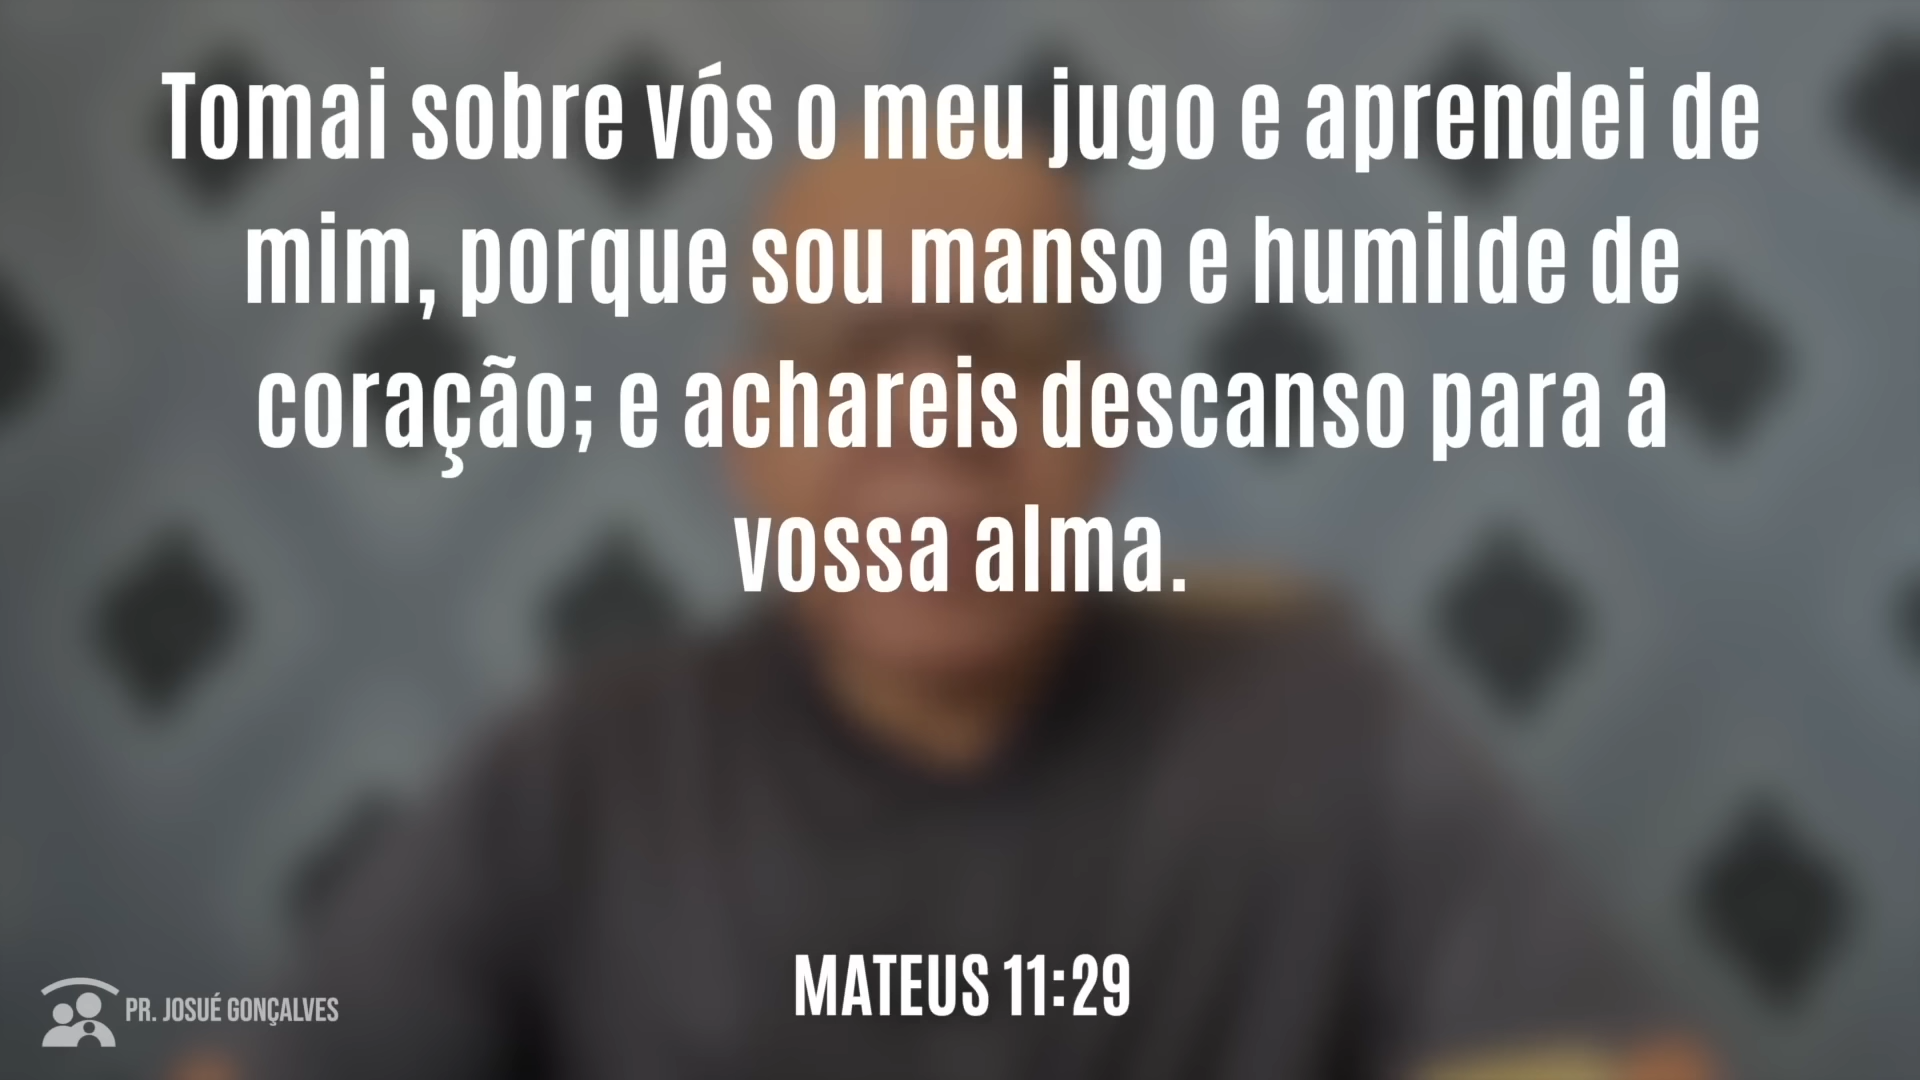 Tomai sobre vós o meu jugo e aprendei de
mim, porque sou manso e humilde de
coração; e achareis descanso para a
vossa alma.
MATEUS 11:29
PR. JOSUÉ GONÇALVES